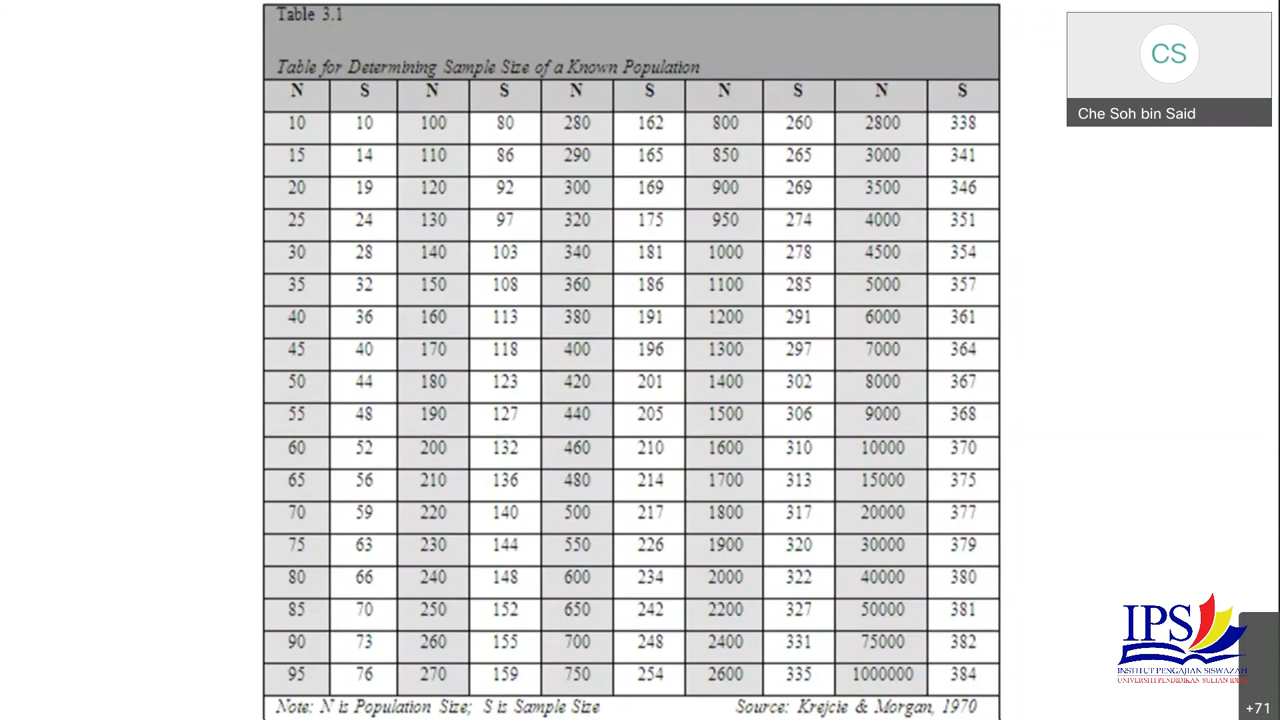 Table 3.1
Table for Determining Sample Size of a Known Population
N S N S N S N S N S
10 10 100 80 280 162 800 260 2800 338
15 14 110 86 290 165 850 265 3000 341
20 19 120 92 300 169 900 269 3500 346
25 24 130 97 320 175 950 274 4000 351
30 28 140 103 340 181 1000 278 4500 354
35 32 150 108 360 186 1100 285 5000 357
40 36 160 113 380 191 1200 291 6000 361
45 40 170 118 400 196 1300 297 7000 364
50 44 180 123 420 201 1400 302 8000 367
55 48 190 127 440 205 1500 306 9000 368
60 52 200 132 460 210 1600 310 10000 370
65 56 210 136 480 214 1700 313 15000 375
70 59 220 140 500 217 1800 317 20000 377
75 63 230 144 550 226 1900 320 30000 379
80 66 240 148 600 234 2000 322 40000 380
85 70 250 152 650 242 2200 327 50000 381
90 73 260 155 700 248 2400 331 75000 382
95 76 270 159 750 254 2600 335 1000000 384
Note: N is Population Size; S is Sample Size Source: Krejcie & Morgan, 1970
CS
Che Soh bin Said
IPS
INSTITUT PENGAJIAN SISWAZAH
UNIVERSITI PENDIDIKAN SULTAN
+71